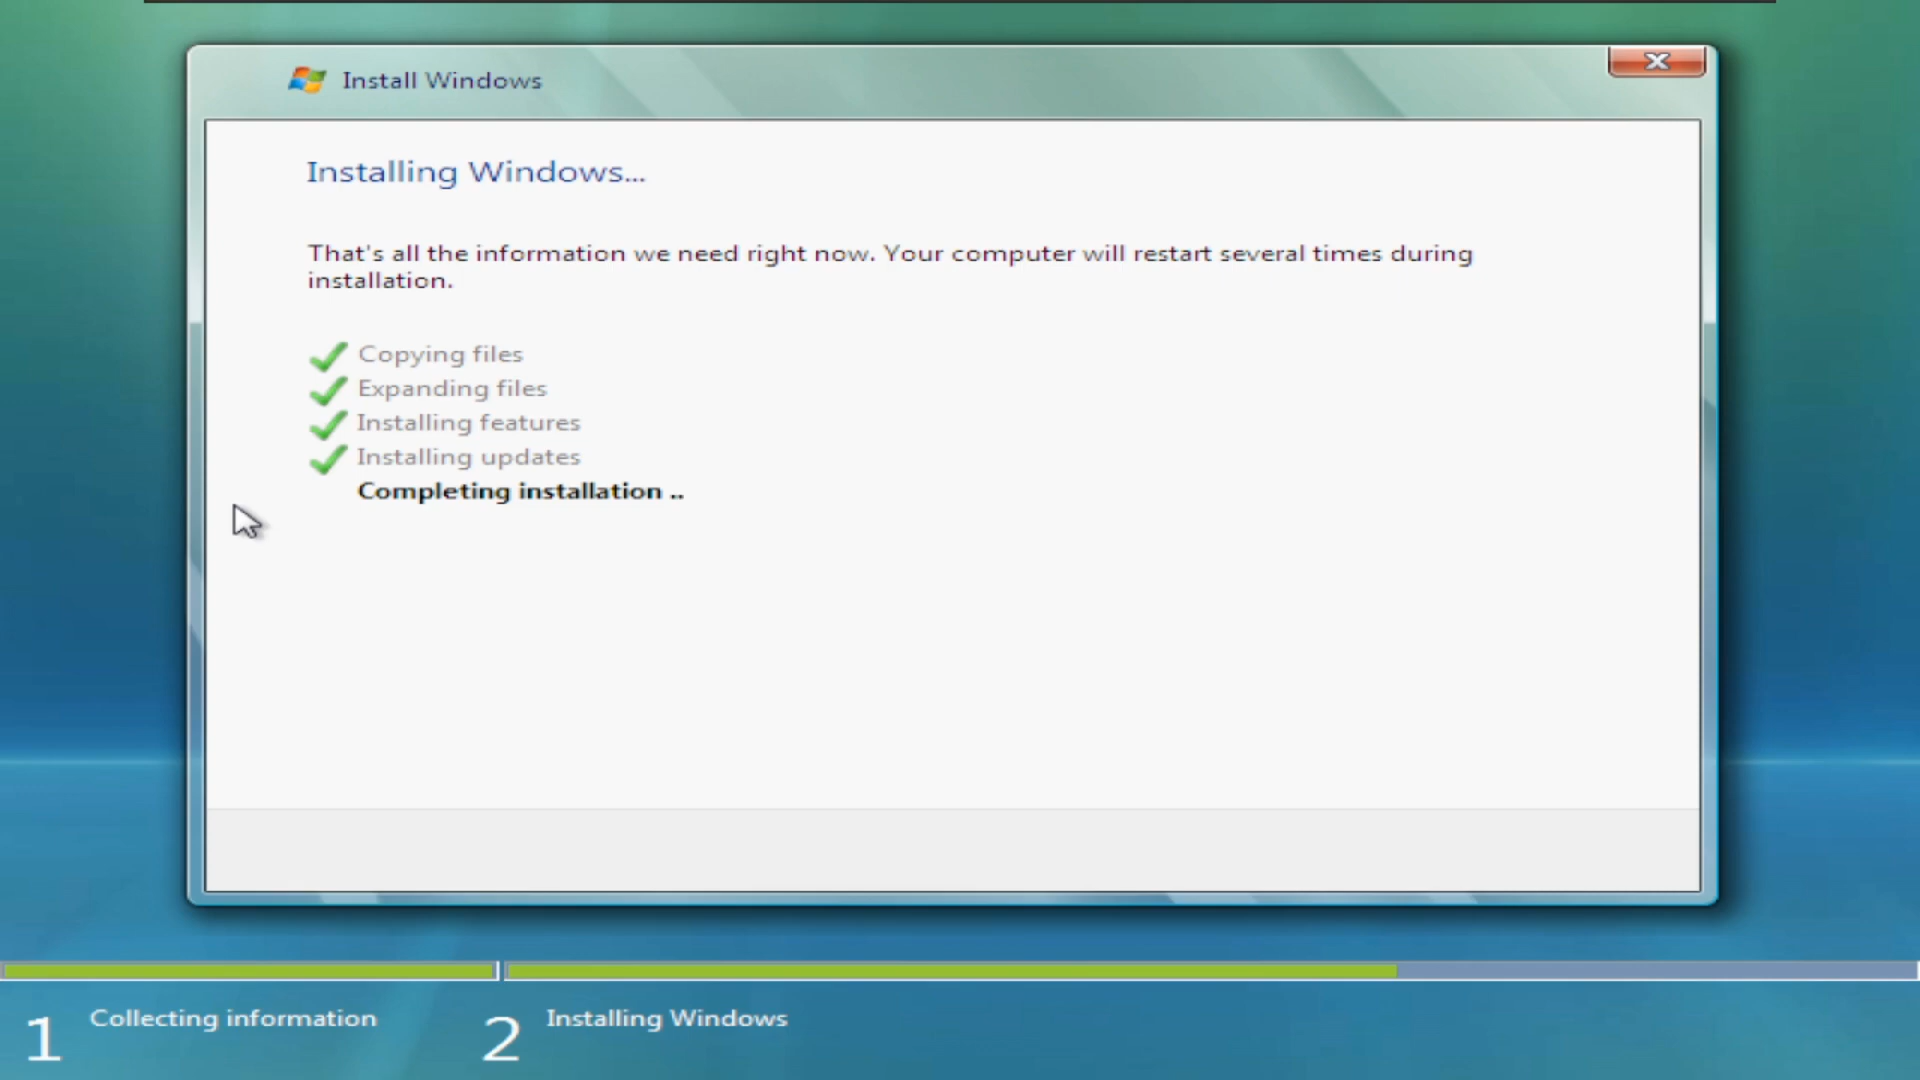 Install Windows
Installing Windows...
That's all the information we need right now. Your computer will restart several times during
installation.
Copying files
Expanding files
Installing features
Installing updates
Completing installation ..
1 Collecting information
2 Installing Windows